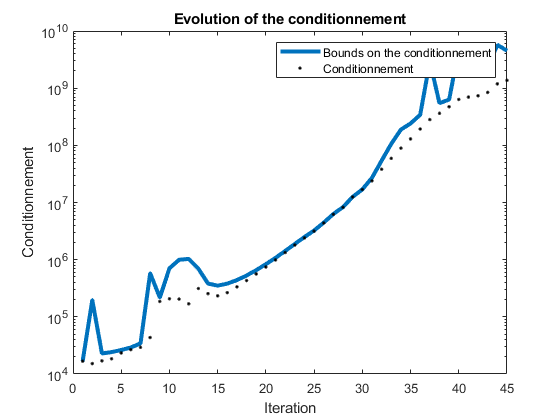 Evolution of the conditionnement
10^10
Bounds on the conditionnement
Conditionnement
10^9
10^8
10^7
10^6
10^5
10^4
Conditionnement
0 5 10 15 20 25 30 35 40 45
Iteration